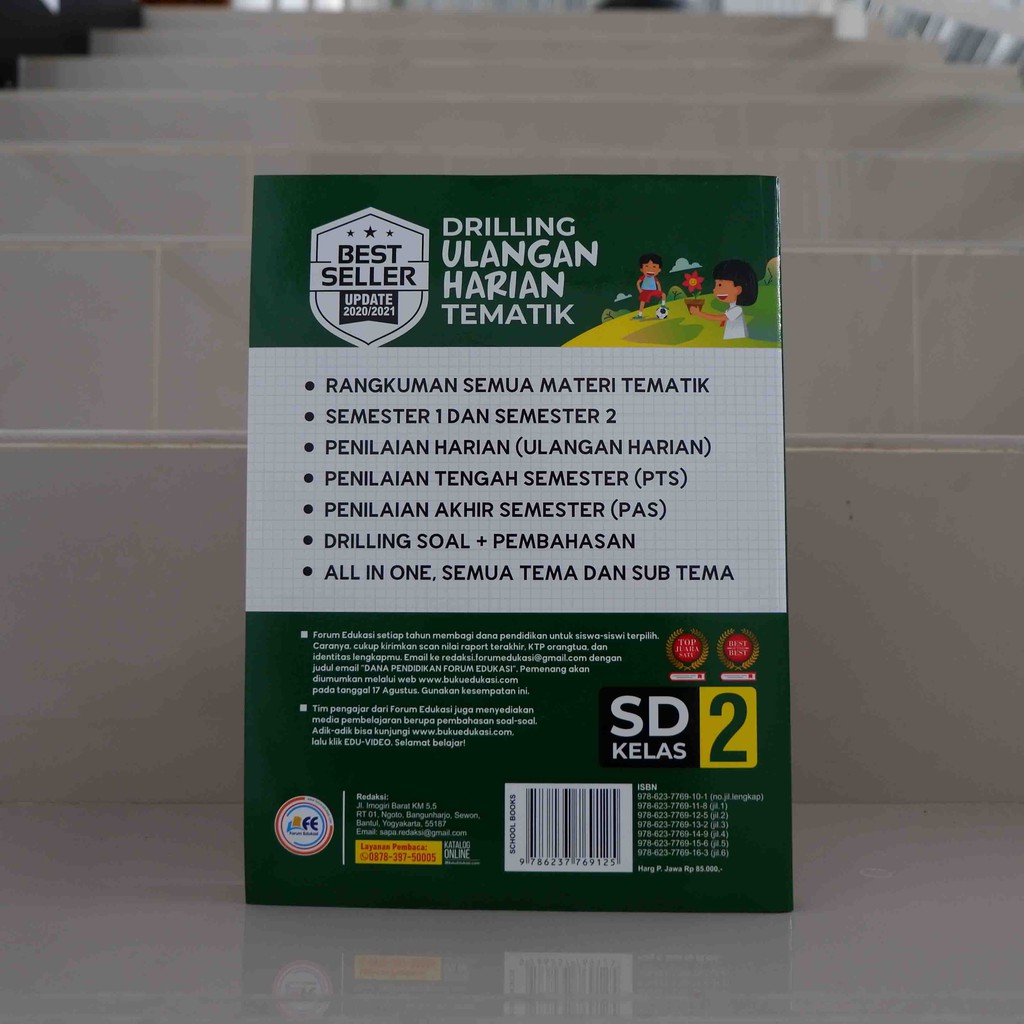 BEST
SELLER
UPDATE
2020/2021
DRILLING
ULANGAN
HARIAN
TEMATIK
• RANGKUMAN SEMUA MATERI TEMATIK
• SEMESTER 1 DAN SEMESTER 2
• PENILAIAN HARIAN (ULANGAN HARIAN)
• PENILAIAN TENGAH SEMESTER (PTS)
• PENILAIAN AKHIR SEMESTER (PAS)
• DRILLING SOAL + PEMBAHASAN
• ALL IN ONE, SEMUA TEMA DAN SUB TEMA
Forum Edukasi setiap tahun membagi dana pendidikan untuk siswa-siswi terpilih.
Caranya, cukup kirimkan scan nilai raport terakhir, KTP orangtua, dan
identitas lengkapmu. Email ke redaksi.forumedukasi@gmail.com dengan
judul email "DANA PENDIDIKAN FORUM EDUKASI". Pemenang akan
diumumkan melalui web www.bukuedukasi.com
pada tanggal 17 Agustus. Gunakan kesempatan ini.
Tim pengajar dari Forum Edukasi juga menyediakan
media pembelajaran berupa pembahasan soal-soal.
Adik-adik bisa kunjungi www.bukuedukasi.com,
lalu klik EDU-VIDEO. Selamat belajar!
TOP
JUARA
SATU
BEST
BEST
SD
KELAS
2
FE
Forum Edukasi
Redaksi:
Jl. Imogiri Barat KM 5,5
RT 01, Ngoto, Bangunharjo, Sewon,
Bantul, Yogyakarta, 55187
Email: sapa.redaksi@gmail.com
Layanan Pembaca:
0878-397-50005
KATALOG
ONLINE
SCHOOL BOOKS
9 786237 769125
ISBN
978-623-7769-10-1 (no.jil.lengkap)
978-623-7769-11-8 (jil.1)
978-623-7769-12-5 (jil.2)
978-623-7769-13-2 (jil.3)
978-623-7769-14-9 (jil.4)
978-623-7769-15-6 (jil.5)
978-623-7769-16-3 (jil.6)
Harg P. Jawa Rp 85.000,-